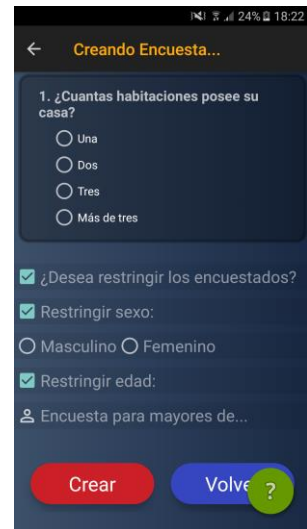 24% 18:22
Creando Encuesta...
1. ¿Cuantas habitaciones posee su
casa?
Una
Dos
Tres
Más de tres
¿Desea restringir los encuestados?
Restringir sexo:
Masculino Femenino
Restringir edad:
Encuesta para mayores de...
Crear Volve ?